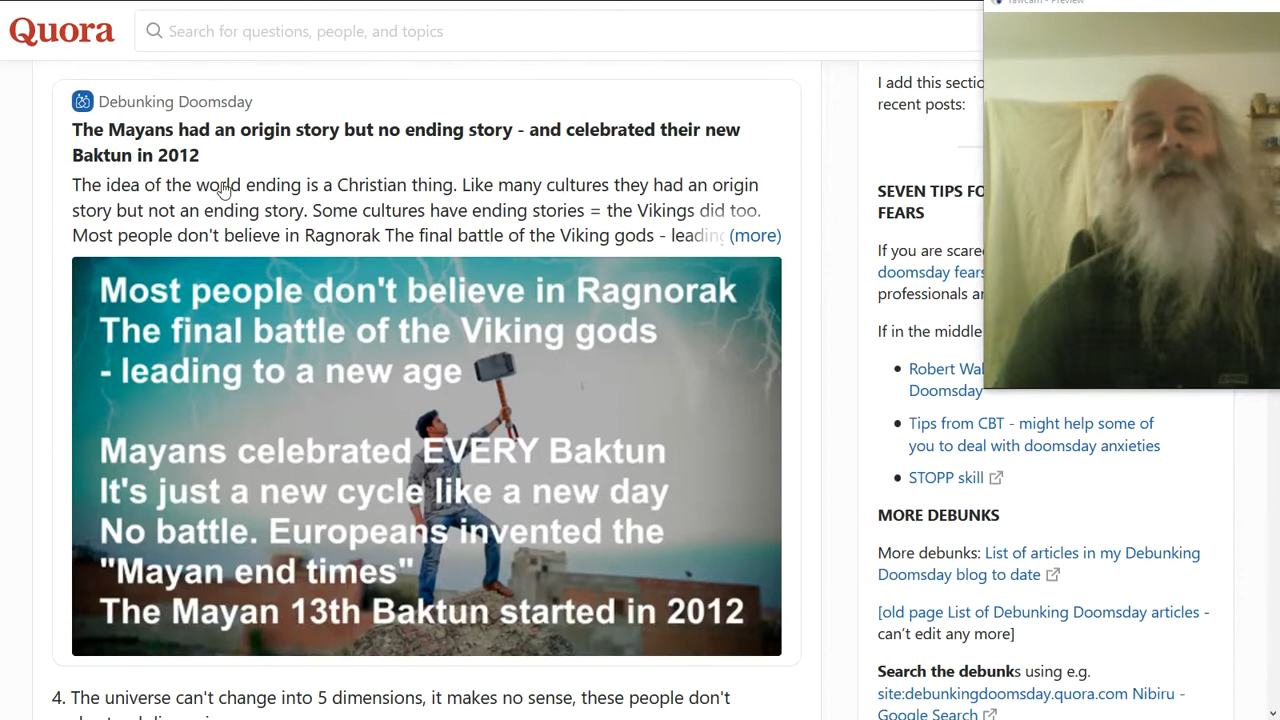 Quora
Search for questions, people, and topics
Debunking Doomsday
The Mayans had an origin story but no ending story - and celebrated their new
Baktun in 2012
The idea of the world ending is a Christian thing. Like many cultures they had an origin
story but not an ending story. Some cultures have ending stories = the Vikings did too.
Most people don't believe in Ragnorak The final battle of the Viking gods - leading (more)
Most people don't believe in Ragnorak
The final battle of the Viking gods
- leading to a new age
Mayans celebrated EVERY Baktun
It's just a new cycle like a new day
No battle. Europeans invented the
"Mayan end times"
The Mayan 13th Baktun started in 2012
4. The universe can't change into 5 dimensions, it makes no sense, these people don't
I add this
recent posts:
SEVEN TIPS
FEARS
If you are
doomsday fears
professionals
If in the middle
Robert
Doomsday
Tips from CBT - might help some of
you to deal with doomsday anxieties
STOPP skill
MORE DEBUNKS
More debunks: List of articles in my Debunking
Doomsday blog to date
[old page List of Debunking Doomsday articles -
can't edit any more]
Search the debunks using e.g.
site:debunkingdoomsday.quora.com Nibiru -
Google Search